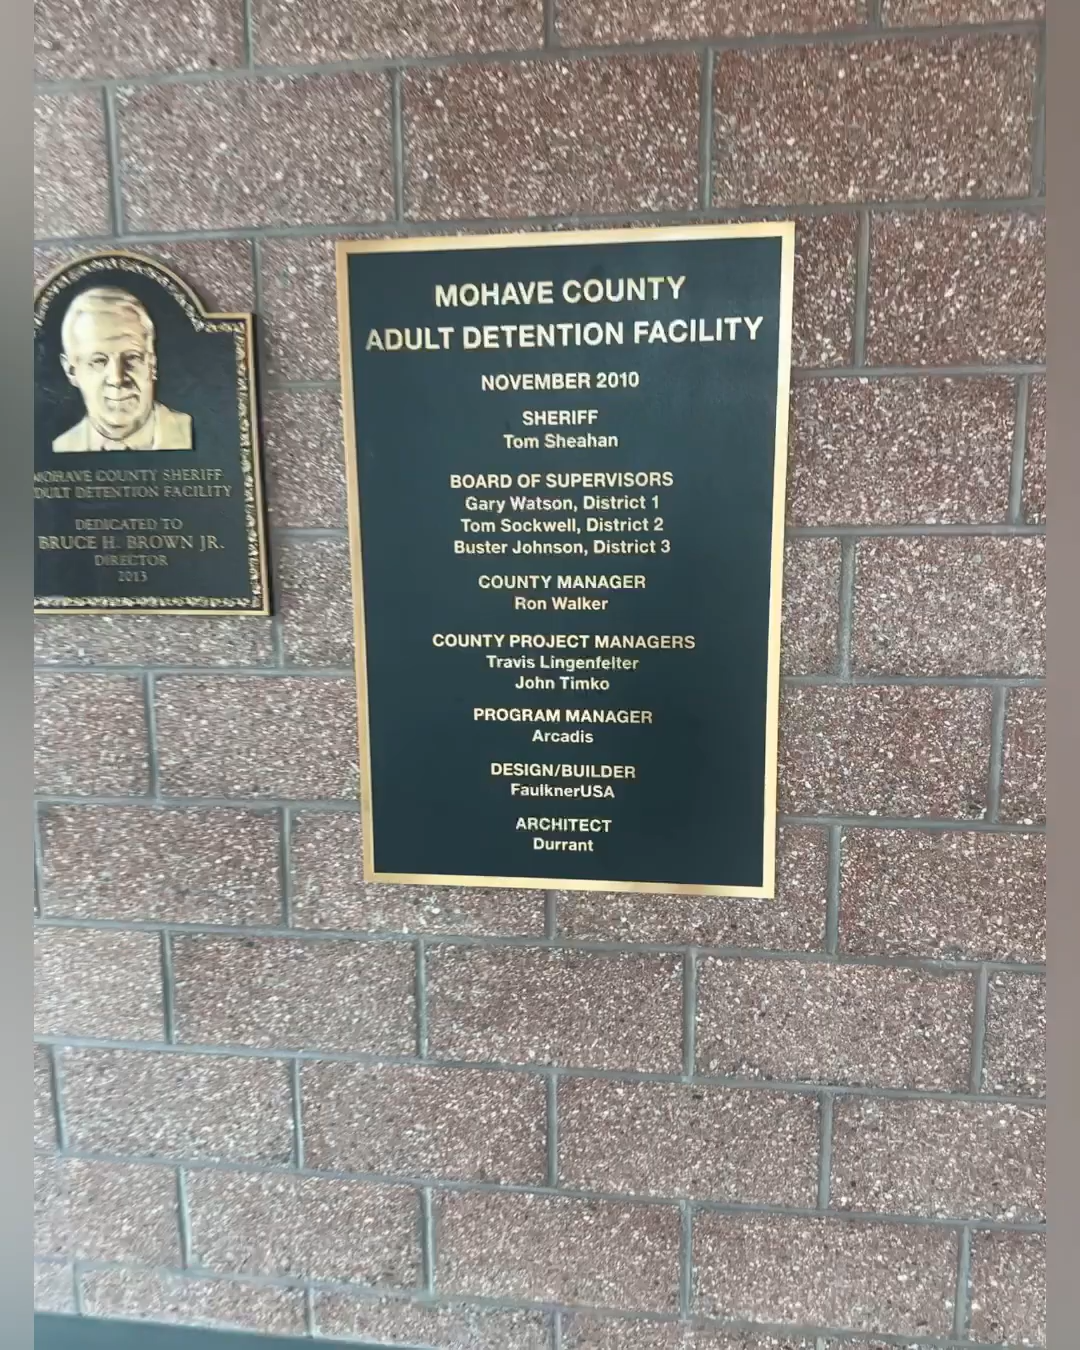 MOHAVE COUNTY SHERIFF
ADULT DETENTION FACILITY
DEDICATED TO
BRUCE H. BROWN JR.
DIRECTOR
2013
MOHAVE COUNTY
ADULT DETENTION FACILITY
NOVEMBER 2010
SHERIFF
Tom Sheahan
BOARD OF SUPERVISORS
Gary Watson, District 1
Tom Sockwell, District 2
Buster Johnson, District 3
COUNTY MANAGER
Ron Walker
COUNTY PROJECT MANAGERS
Travis Lingenfelter
John Timko
PROGRAM MANAGER
Arcadis
DESIGN/BUILDER
FaulknerUSA
ARCHITECT
Durrant